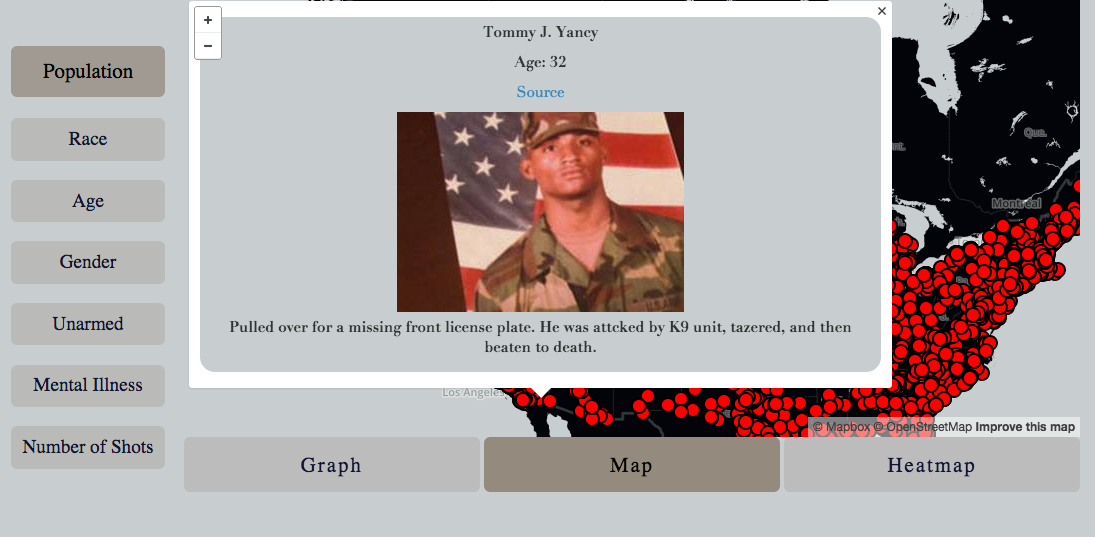 +
−
×
Population
Race
Age
Gender
Unarmed
Mental Illness
Number of Shots
Tommy J. Yancy
Age: 32
Source
Pulled over for a missing front license plate. He was attcked by K9 unit, tazered, and then
beaten to death.
nt.
Que.
Montréal
Los Angeles
© Mapbox © OpenStreetMap Improve this map
Graph
Map
Heatmap